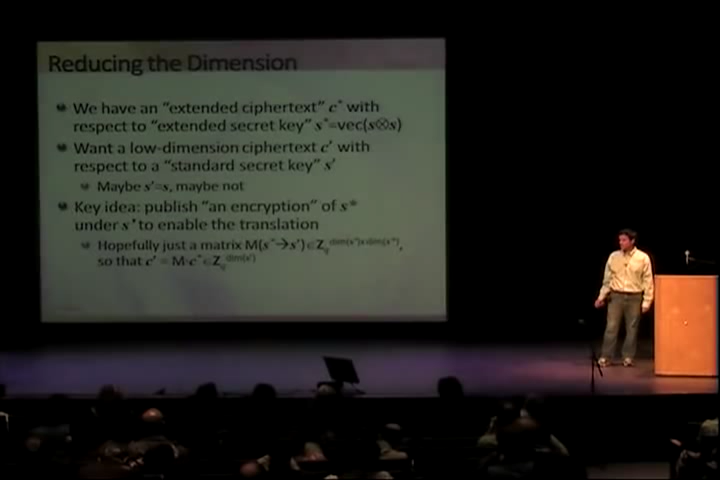 Reducing the Dimension
We have an "extended ciphertext" c* with
respect to "extended secret key" s*=vec(s⊗s)
Want a low-dimension ciphertext c' with
respect to a "standard secret key" s'
Maybe s'=s, maybe not
Key idea: publish "an encryption" of s*
under s' to enable the translation
Hopefully just a matrix M(s*→s')∈Zq^dim(s')×dim(s*),
so that c' = M·c*∈Zq^dim(s')